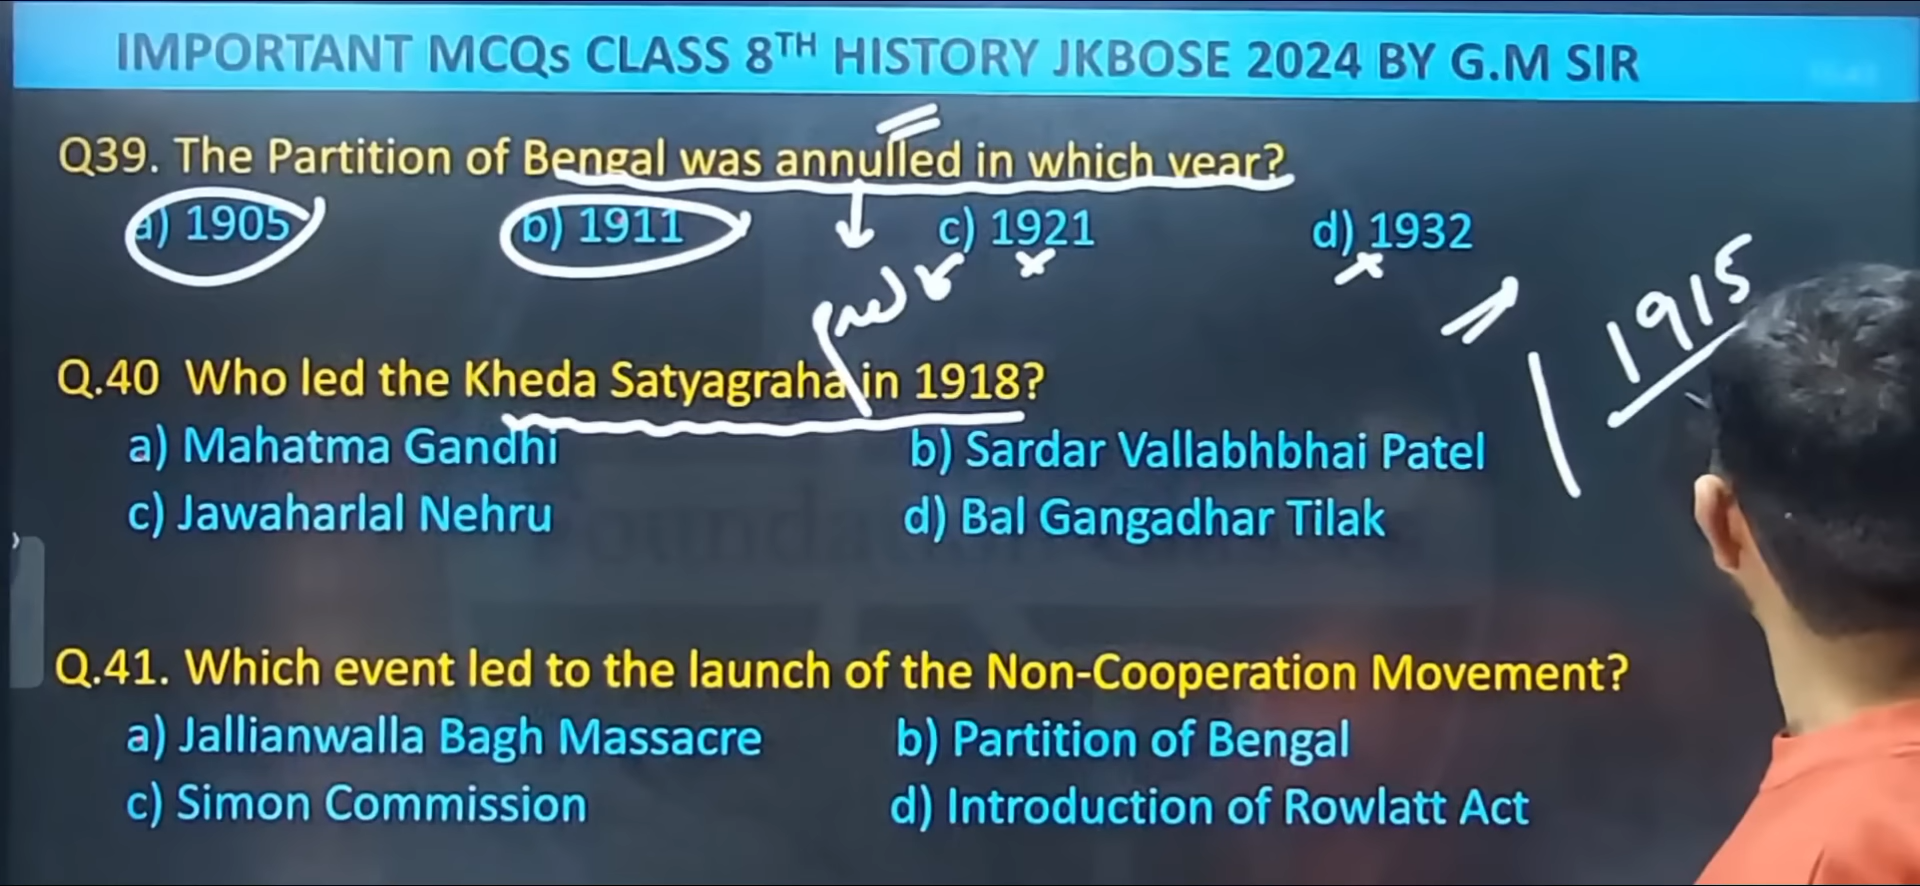 IMPORTANT MCQs CLASS 8TH HISTORY JKBOSE 2024 BY G.M SIR
Q39. The Partition of Bengal was annulled in which year?
a) 1905 b) 1911 c) 1921 d) 1932
1915
Q.40 Who led the Kheda Satyagraha in 1918?
a) Mahatma Gandhi b) Sardar Vallabhbhai Patel
c) Jawaharlal Nehru d) Bal Gangadhar Tilak
Q.41. Which event led to the launch of the Non-Cooperation Movement?
a) Jallianwalla Bagh Massacre b) Partition of Bengal
c) Simon Commission d) Introduction of Rowlatt Act